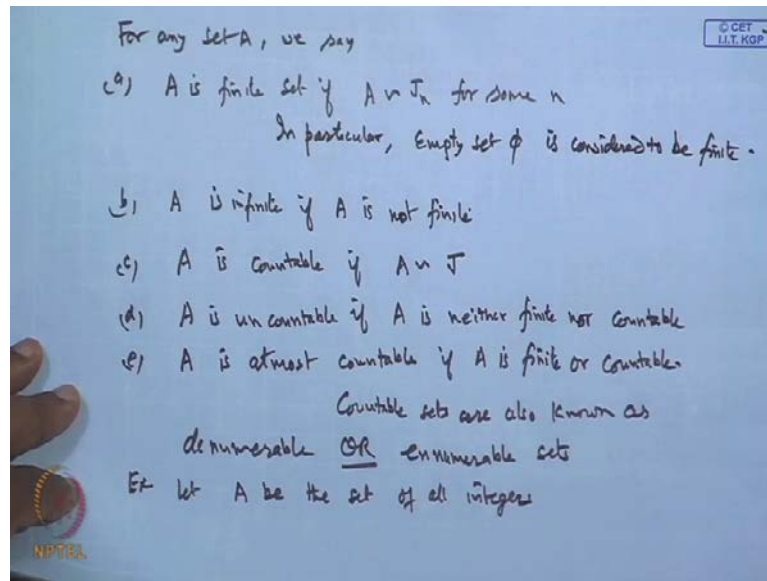 For any set A, we say
© CET
I.I.T. KGP
(a) A is finite set if A ~ Jn for some n
In particular, Empty set φ is considered to be finite.
(b) A is infinite if A is not finite
(c) A is countable if A ~ J
(d) A is uncountable if A is neither finite nor countable
(e) A is atmost countable if A is finite or countable.
Countable sets are also known as
denumerable OR ennumerable sets
Ex let A be the set of all integers
NPTEL